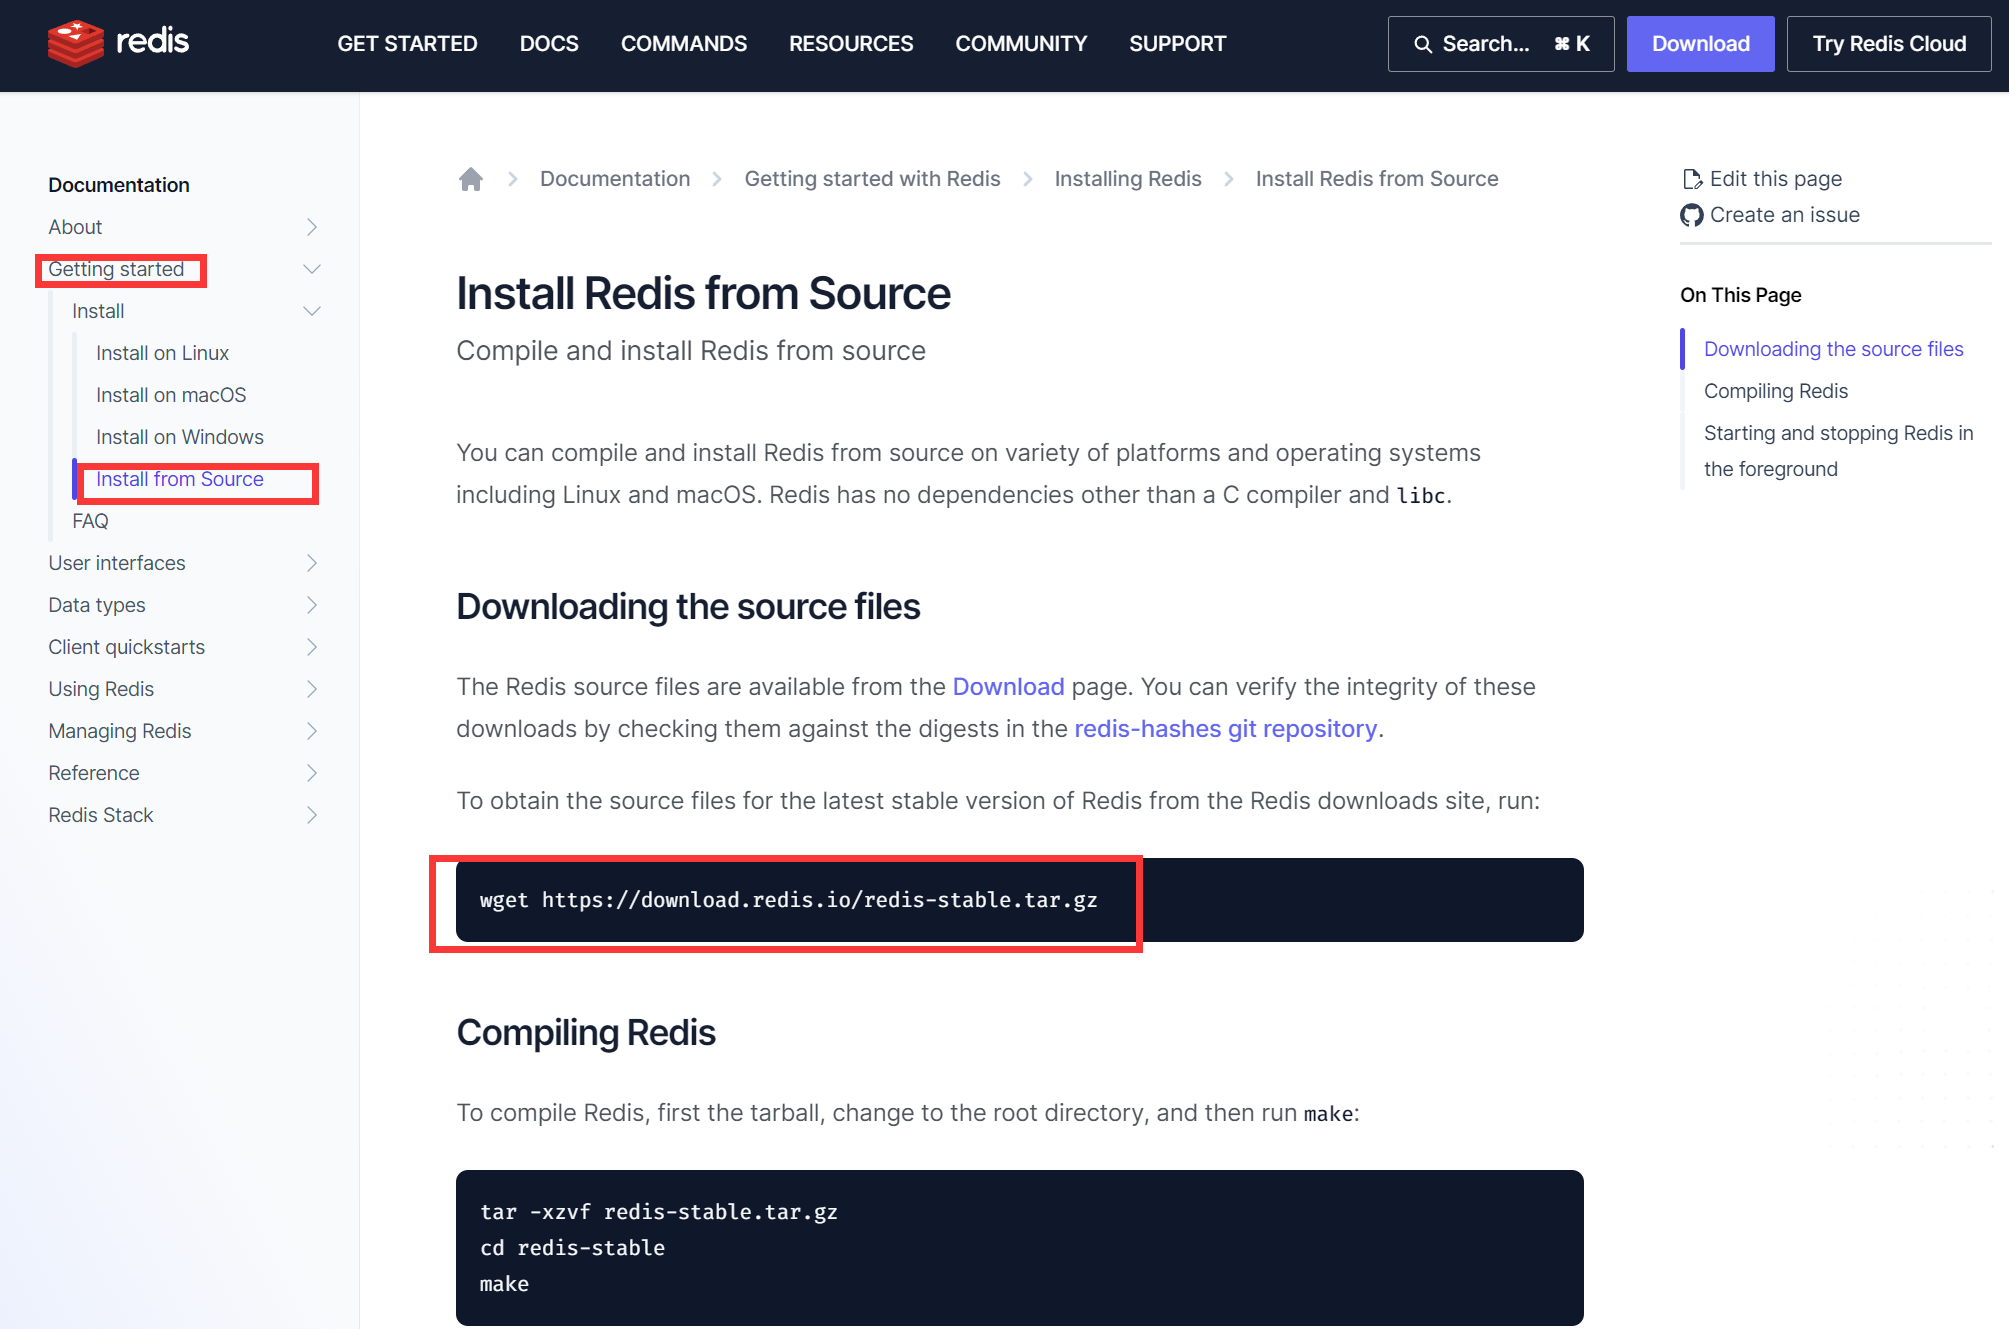 redis
GET STARTED
DOCS
COMMANDS
RESOURCES
COMMUNITY
SUPPORT
Search... ⌘ K
Download
Try Redis Cloud
Documentation
About
Getting started
Install
Install on Linux
Install on macOS
Install on Windows
Install from Source
FAQ
User interfaces
Data types
Client quickstarts
Using Redis
Managing Redis
Reference
Redis Stack
Documentation
Getting started with Redis
Installing Redis
Install Redis from Source
Install Redis from Source
Compile and install Redis from source
You can compile and install Redis from source on variety of platforms and operating systems
including Linux and macOS. Redis has no dependencies other than a C compiler and libc.
Downloading the source files
The Redis source files are available from the Download page. You can verify the integrity of these
downloads by checking them against the digests in the redis-hashes git repository.
To obtain the source files for the latest stable version of Redis from the Redis downloads site, run:
wget https://download.redis.io/redis-stable.tar.gz
Compiling Redis
To compile Redis, first the tarball, change to the root directory, and then run make:
tar -xzvf redis-stable.tar.gz
cd redis-stable
make
Edit this page
Create an issue
On This Page
Downloading the source files
Compiling Redis
Starting and stopping Redis in
the foreground